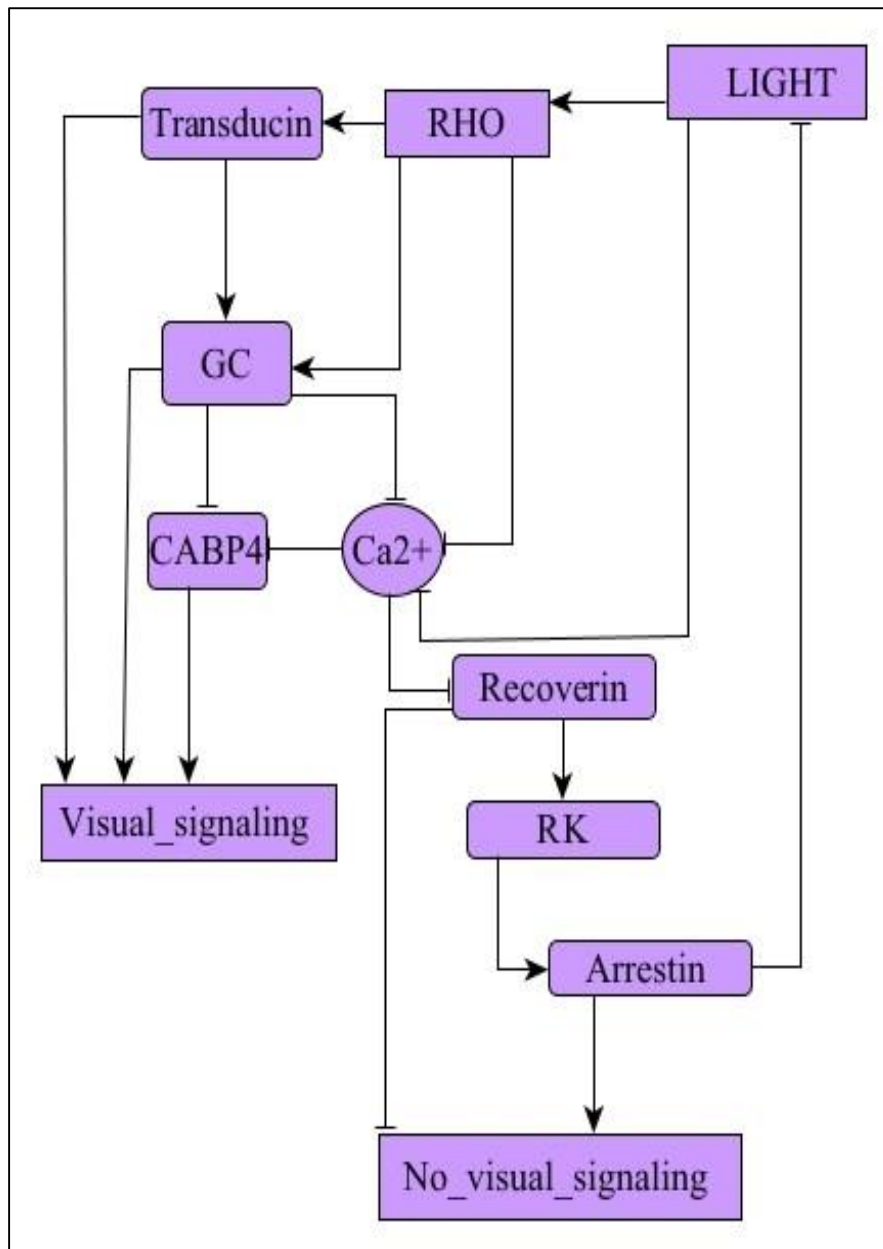 LIGHT
Transducin
RHO
GC
CABP4
Ca2+
Recoverin
Visual_signaling
RK
Arrestin
No_visual_signaling